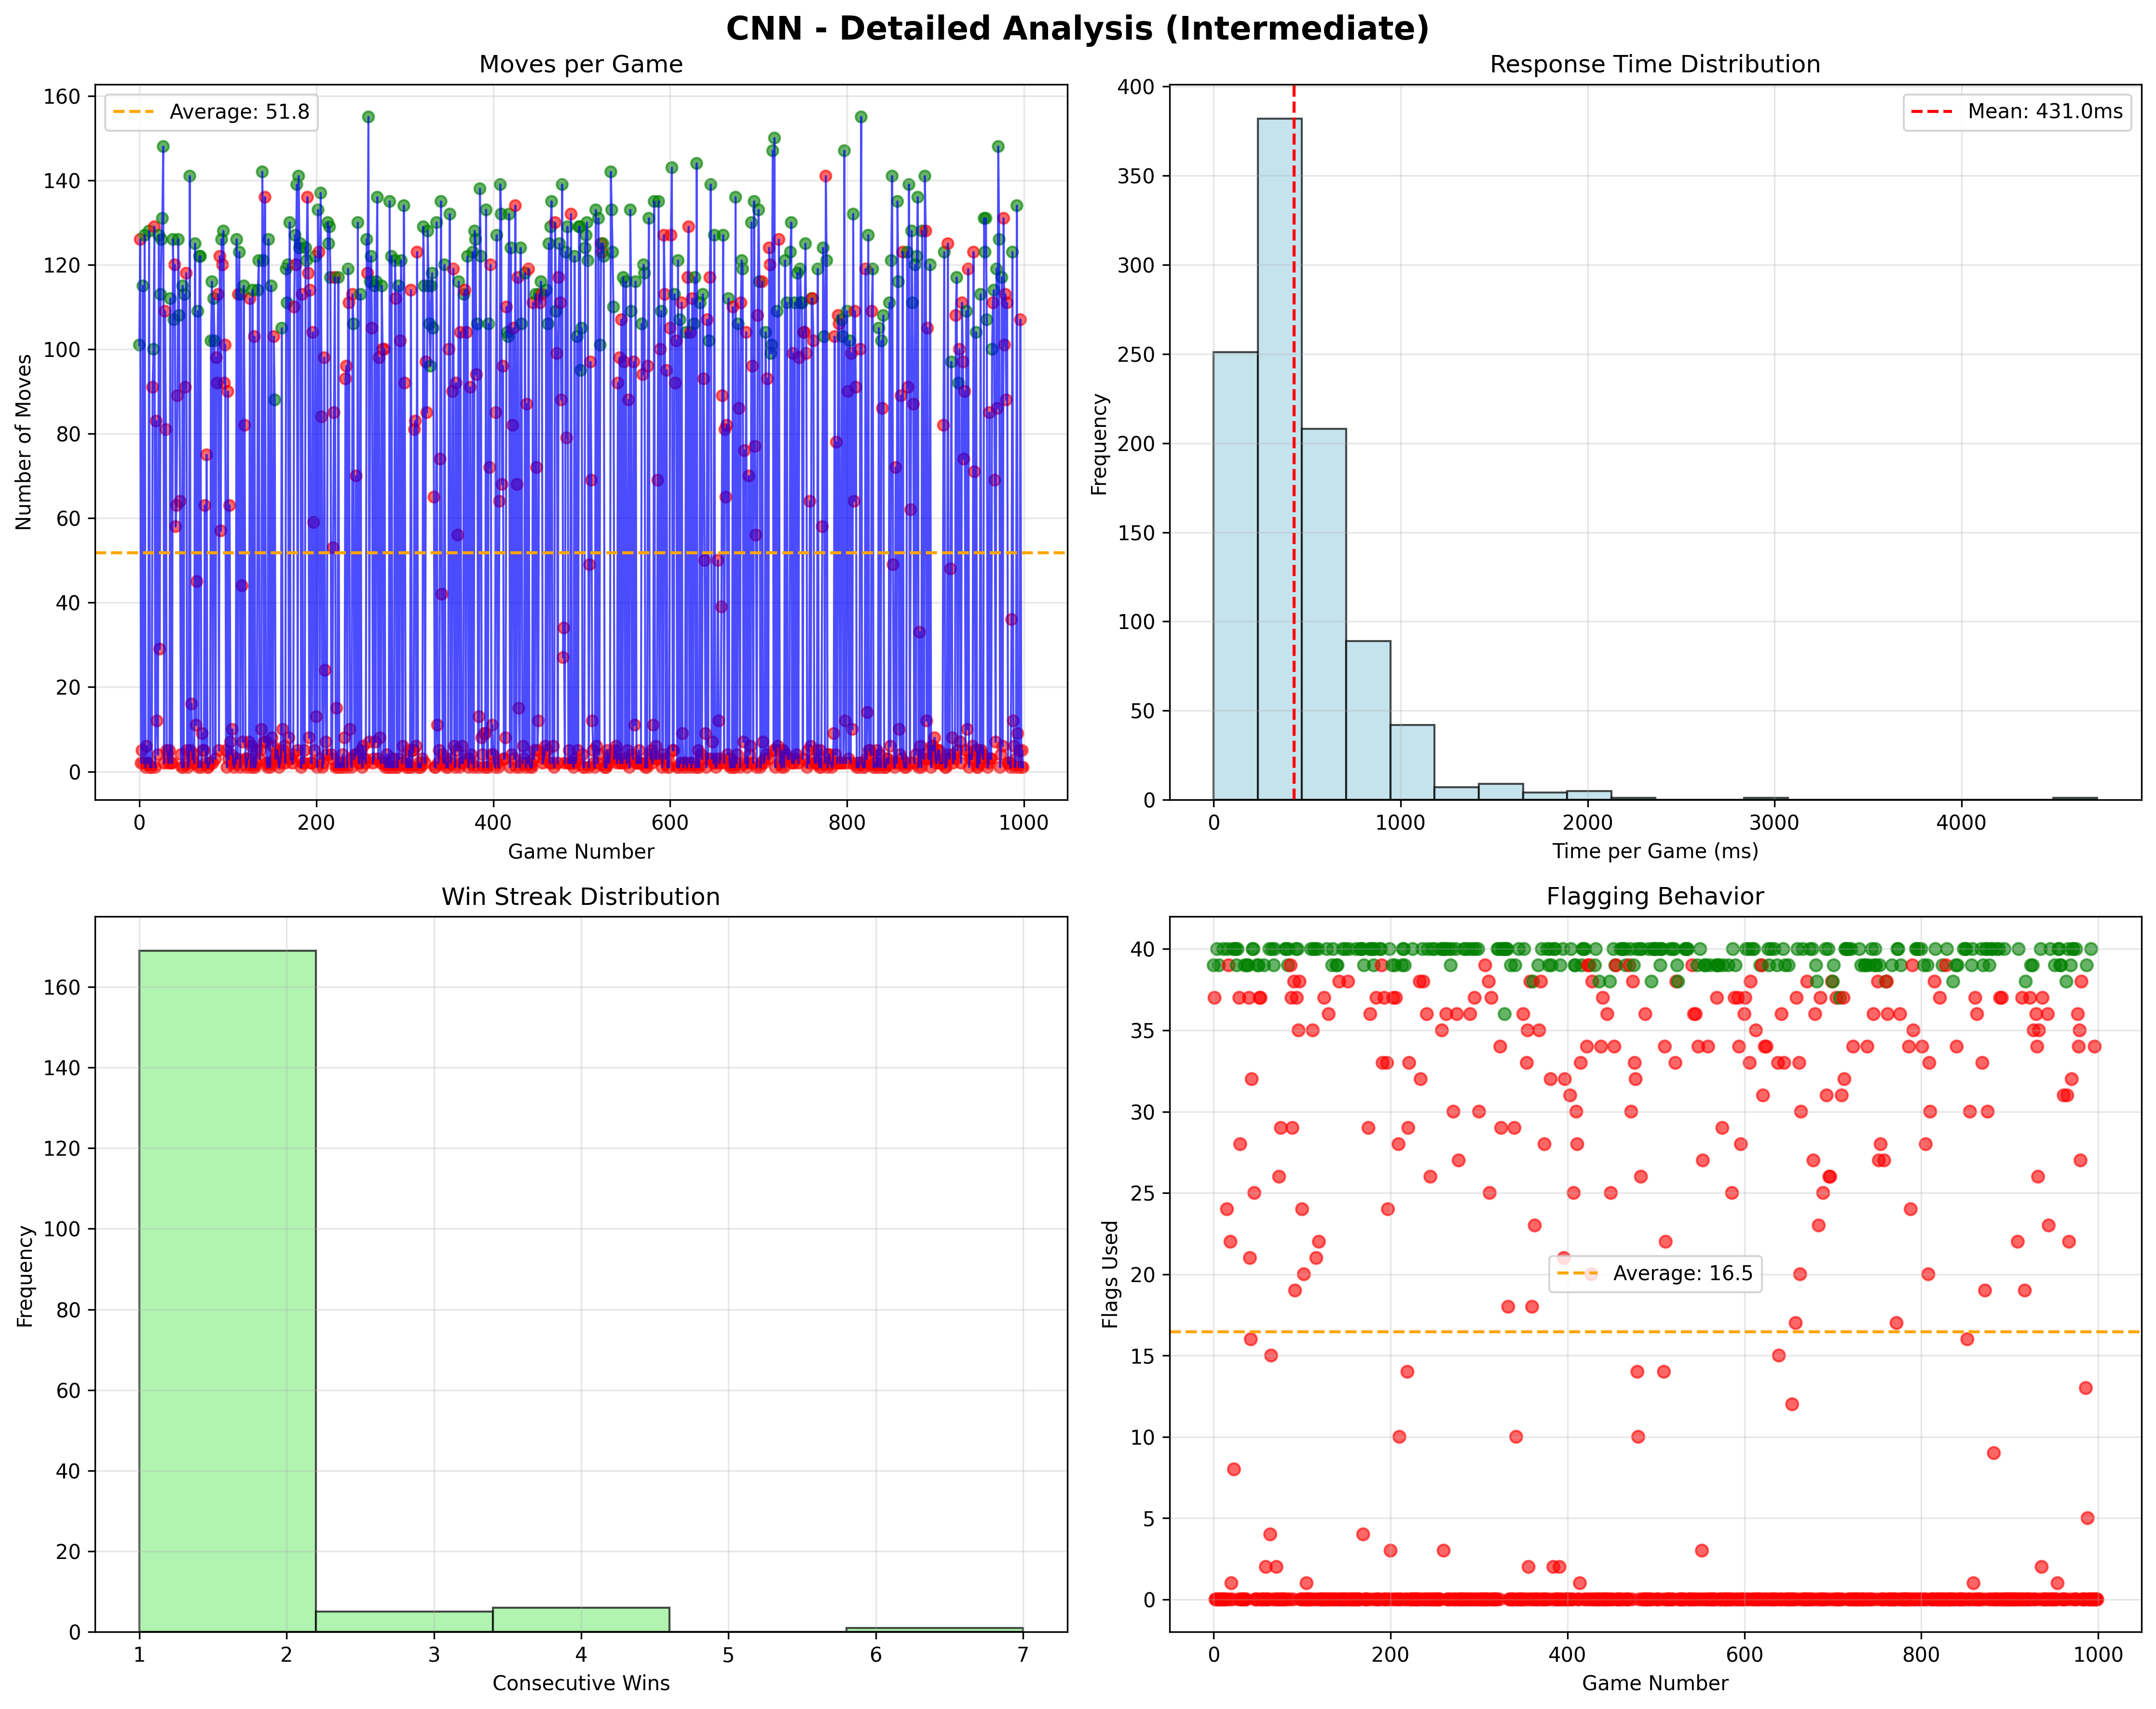 CNN - Detailed Analysis (Intermediate)
Moves per Game
160
140
120
100
80
60
40
20
0
Number of Moves
Average: 51.8
0 200 400 600 800 1000
Game Number
Response Time Distribution
400
350
300
250
200
150
100
50
0
Frequency
Mean: 431.0ms
0 1000 2000 3000 4000
Time per Game (ms)
Win Streak Distribution
160
140
120
100
80
60
40
20
0
Frequency
1 2 3 4 5 6 7
Consecutive Wins
Flagging Behavior
40
35
30
25
20
15
10
5
0
Flags Used
Average: 16.5
0 200 400 600 800 1000
Game Number